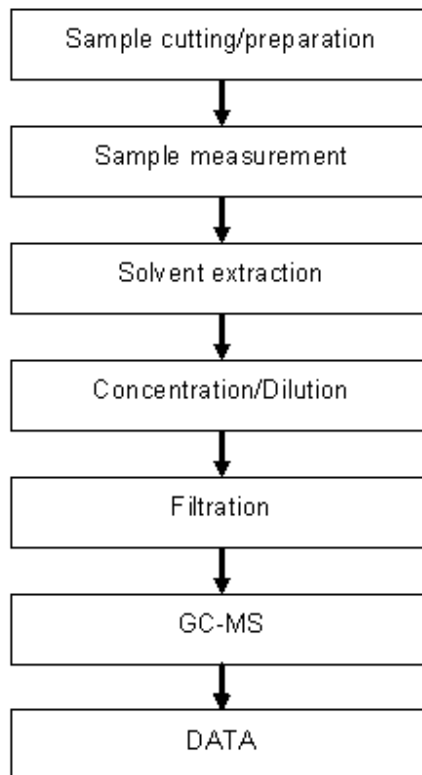 Sample cutting/preparation
Sample measurement
Solvent extraction
Concentration/Dilution
Filtration
GC-MS
DATA